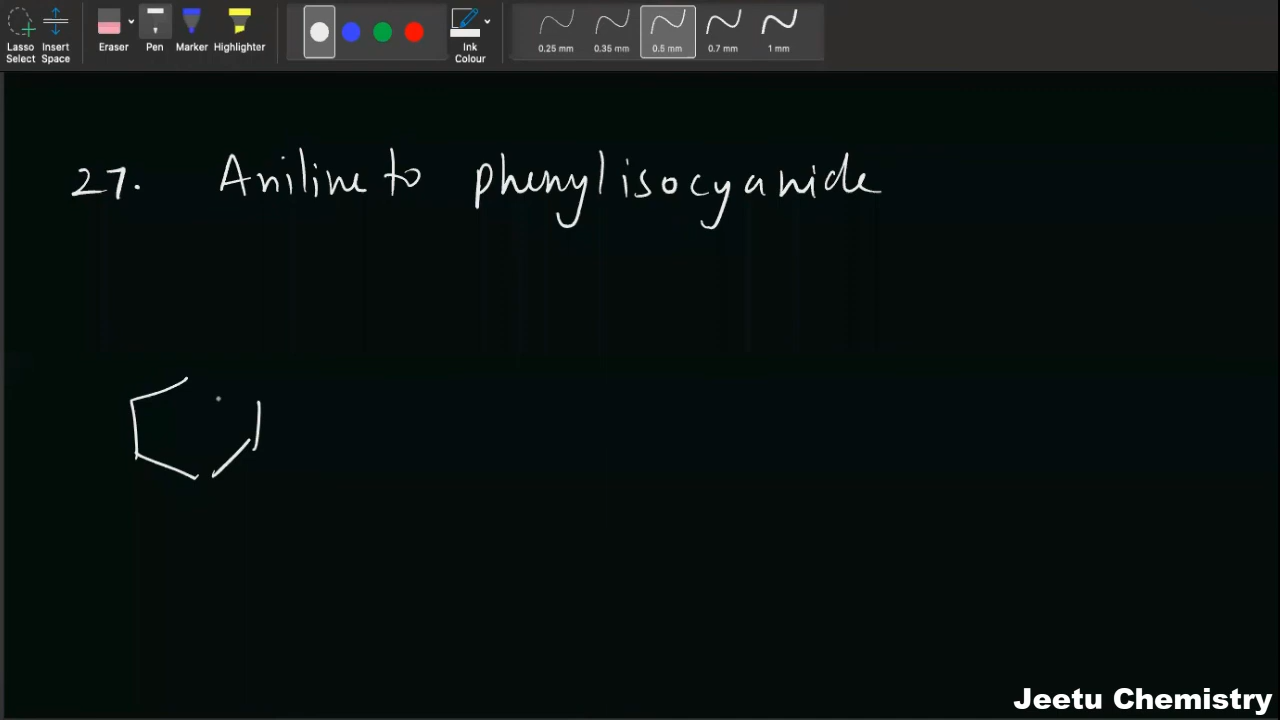 Lasso Select
Insert Space
Eraser
Pen
Marker
Highlighter
Ink Colour
0.25 mm
0.35 mm
0.5 mm
0.7 mm
1 mm
27. Aniline to phenylisocyanide
Jeetu Chemistry